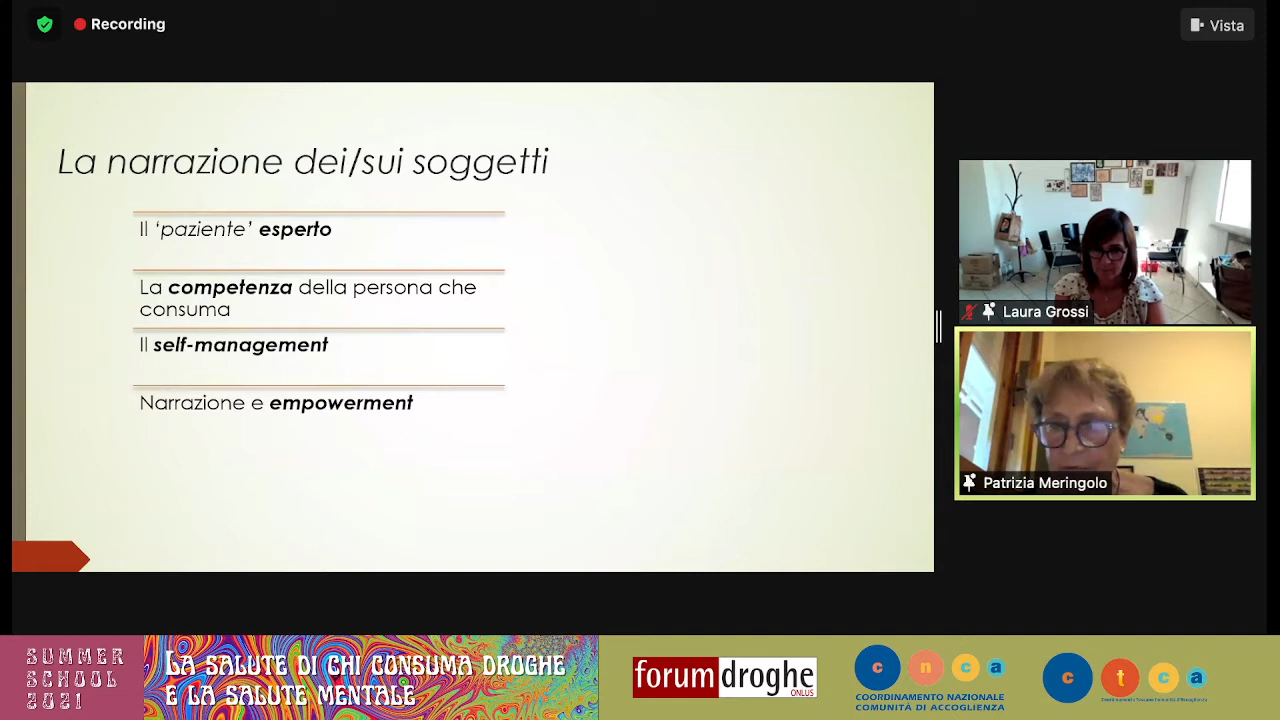 Recording
Vista
La narrazione dei/sui soggetti
Il ‘paziente’ esperto
La competenza della persona che
consuma
Il self-management
Narrazione e empowerment
Laura Grossi
Patrizia Meringolo
SUMMER
SCHOOL
2021
LA SALUTE DI CHI CONSUMA DROGHE
E LA SALUTE MENTALE
forumdroghe
ONLUS
c n c a
COORDINAMENTO NAZIONALE
COMUNITÀ DI ACCOGLIENZA
c t c a